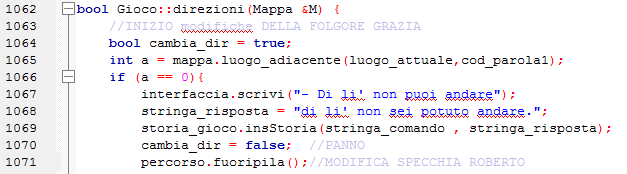 1062 bool Gioco::direzioni(Mappa &M) {
1063 //INIZIO modifiche DELLA FOLGORE GRAZIA
1064 bool cambia_dir = true;
1065 int a = mappa.luogo_adiacente(luogo_attuale,cod_parola1);
1066 if (a == 0){
1067 interfaccia.scrivi("- Di li' non puoi andare");
1068 stringa_risposta = "di li' non sei potuto andare.";
1069 storia_gioco.insStoria(stringa_comando , stringa_risposta);
1070 cambia_dir = false; //PANNO
1071 percorso.fuoripila();//MODIFICA SPECCHIA ROBERTO